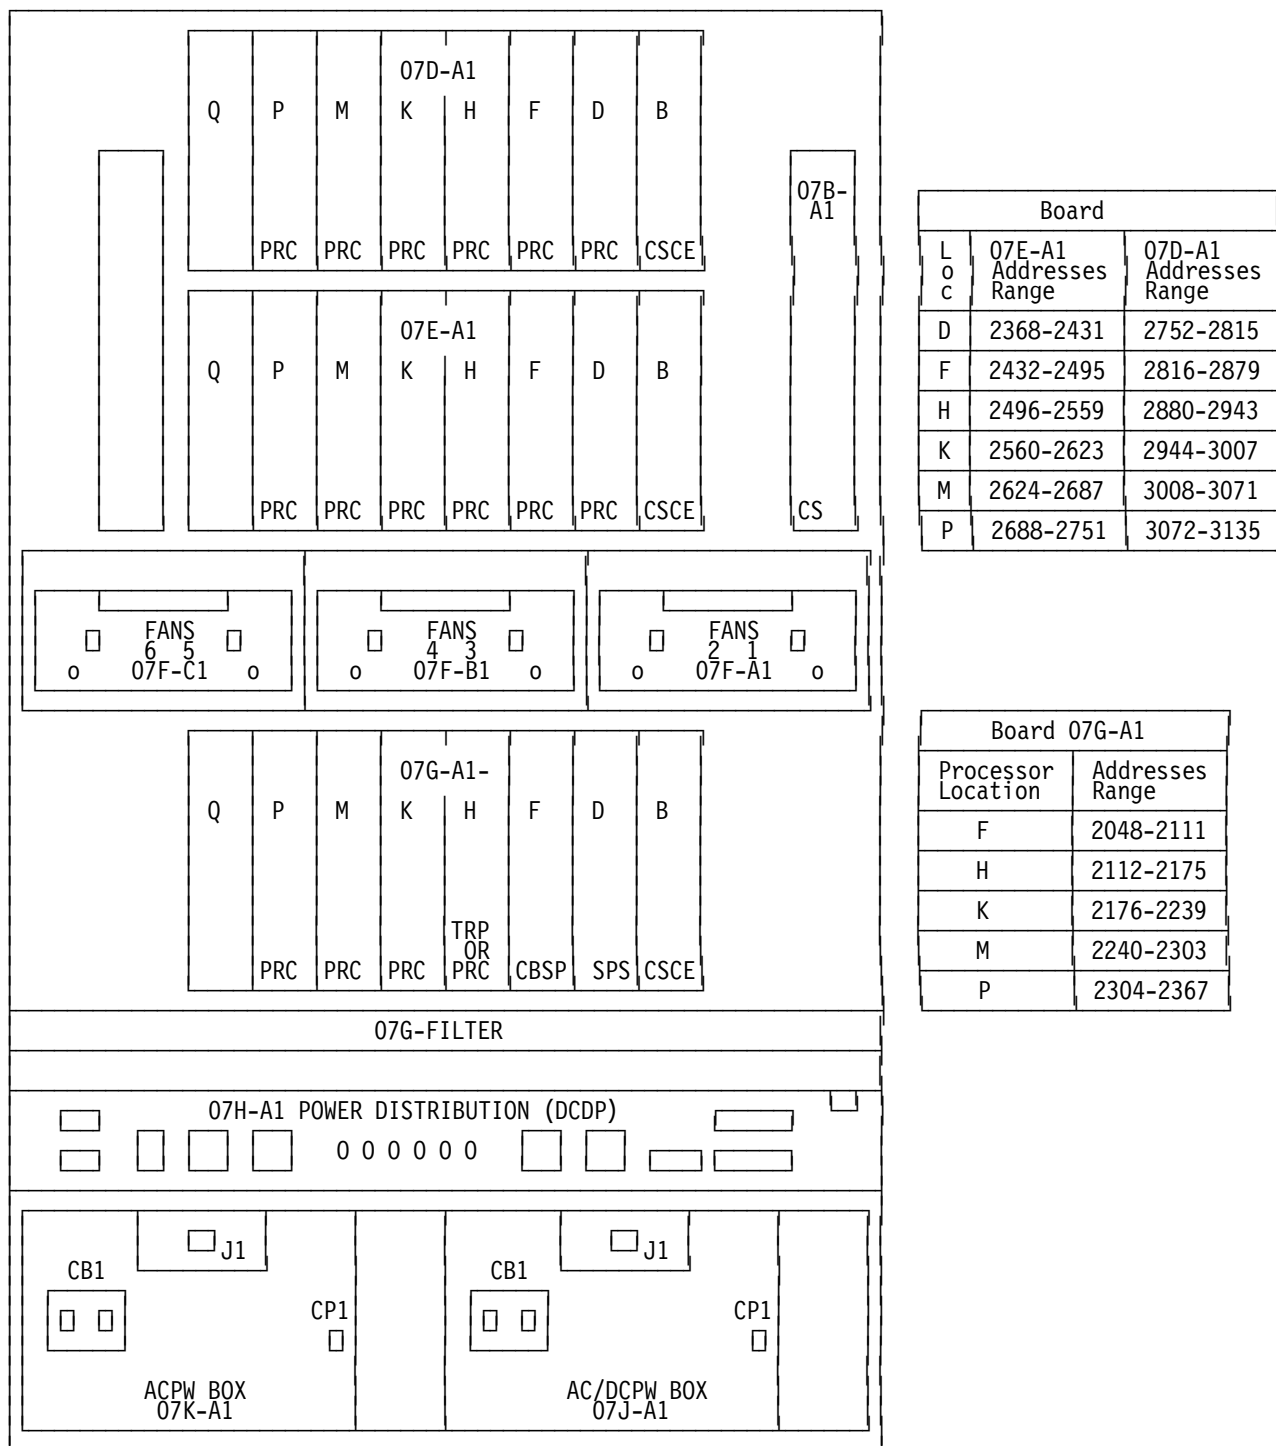 07D-A1
Q P M K H F D B
PRC PRC PRC PRC PRC PRC CSCE
07B-
A1
CS
07E-A1
Q P M K H F D B
PRC PRC PRC PRC PRC PRC CSCE
Board
L
o
c
07E-A1
Addresses
Range
07D-A1
Addresses
Range
D 2368-2431 2752-2815
F 2432-2495 2816-2879
H 2496-2559 2880-2943
K 2560-2623 2944-3007
M 2624-2687 3008-3071
P 2688-2751 3072-3135
FANS
6 5
o 07F-C1 o
FANS
4 3
o 07F-B1 o
FANS
2 1
o 07F-A1 o
07G-A1-
Q P M K H F D B
TRP
OR
PRC PRC PRC PRC CBSP SPS CSCE
Board 07G-A1
Processor
Location
Addresses
Range
F 2048-2111
H 2112-2175
K 2176-2239
M 2240-2303
P 2304-2367
07G-FILTER
07H-A1 POWER DISTRIBUTION (DCDP)
O O O O O O
J1
CB1
CP1
ACPW BOX
07K-A1
J1
CB1
CP1
AC/DCPW BOX
07J-A1